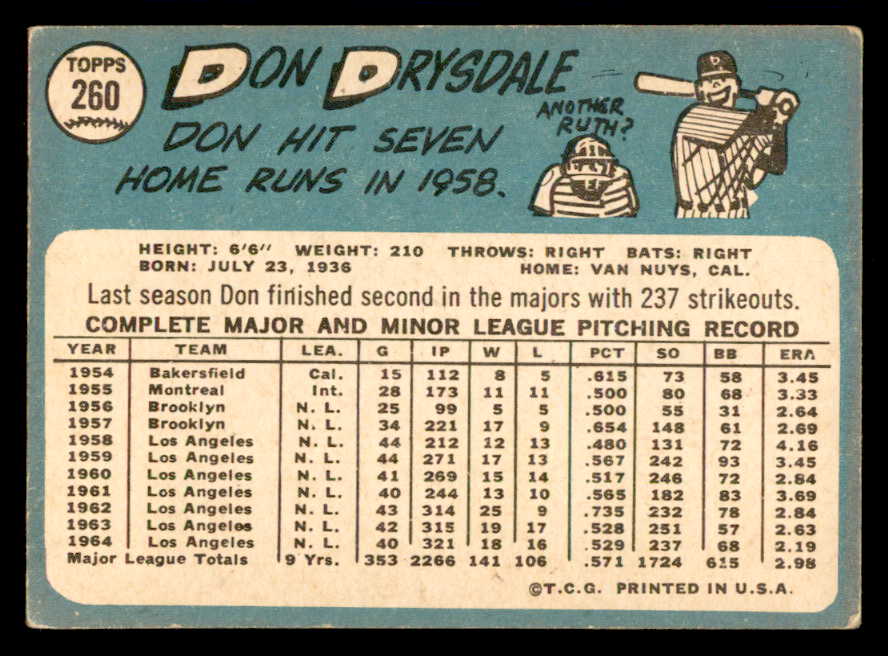 TOPPS
260
DON DRYSDALE
DON HIT SEVEN
HOME RUNS IN 1958.
ANOTHER
RUTH?
HEIGHT: 6'6" WEIGHT: 210 THROWS: RIGHT BATS: RIGHT
BORN: JULY 23, 1936 HOME: VAN NUYS, CAL.
Last season Don finished second in the majors with 237 strikeouts.
COMPLETE MAJOR AND MINOR LEAGUE PITCHING RECORD
YEAR TEAM LEA. G IP W L PCT SO BB ERA
1954 Bakersfield Cal. 15 112 8 5 .615 73 58 3.45
1955 Montreal Int. 28 173 11 11 .500 80 68 3.33
1956 Brooklyn N. L. 25 99 5 5 .500 55 31 2.64
1957 Brooklyn N. L. 34 221 17 9 .654 148 61 2.69
1958 Los Angeles N. L. 44 212 12 13 .480 131 72 4.16
1959 Los Angeles N. L. 44 271 17 13 .567 242 93 3.45
1960 Los Angeles N. L. 41 269 15 14 .517 246 72 2.84
1961 Los Angeles N. L. 40 244 13 10 .565 182 83 3.69
1962 Los Angeles N. L. 43 314 25 9 .735 232 78 2.84
1963 Los Angeles N. L. 42 315 19 17 .528 251 57 2.63
1964 Los Angeles N. L. 40 321 18 16 .529 237 68 2.19
Major League Totals 9 Yrs. 353 2266 141 106 .571 1724 615 2.98
©T.C.G. PRINTED IN U.S.A.